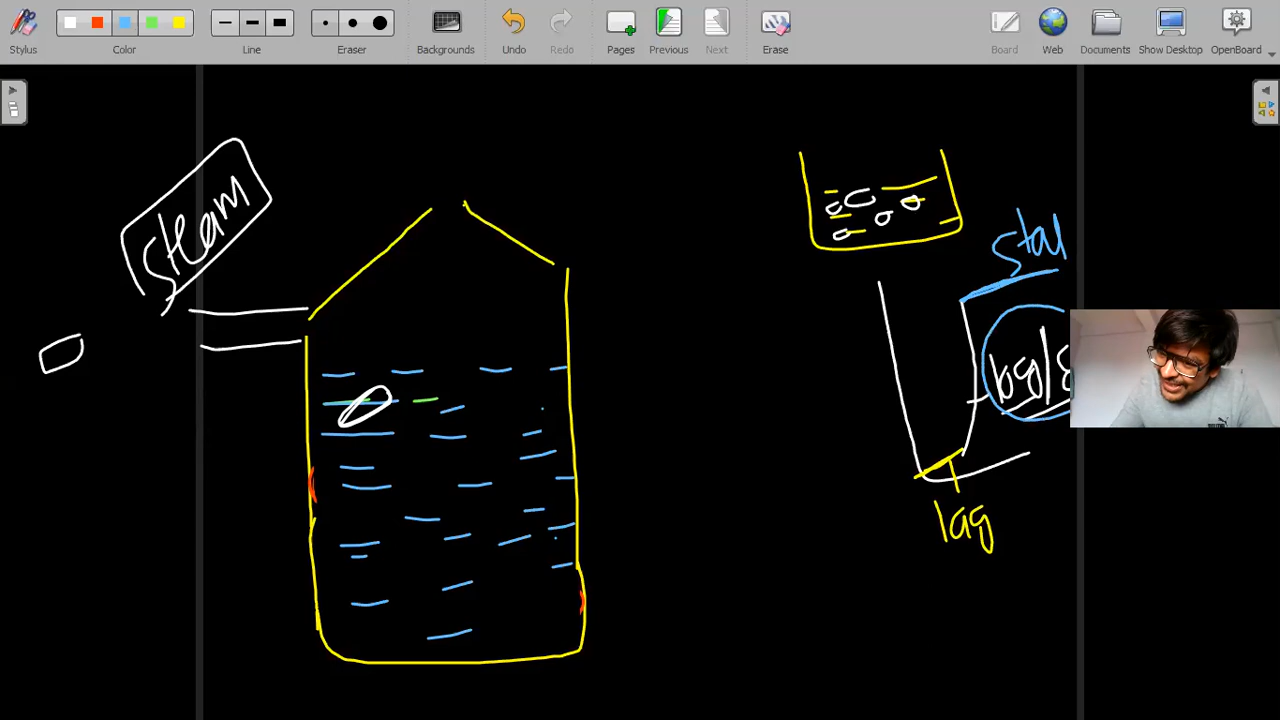 Stylus
Color
Line
Eraser
Backgrounds
Undo
Redo
Pages
Previous
Next
Erase
Board
Web
Documents
Show Desktop
OpenBoard
Steam
lag